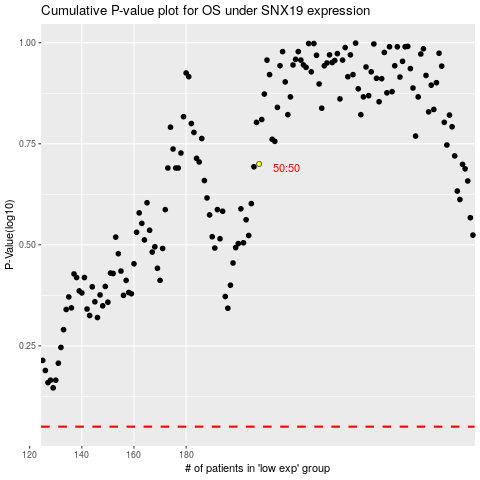 Cumulative P-value plot for OS under SNX19 expression
P-Value(log10)
1.00
0.75
0.50
0.25
50:50
120 140 160 180
# of patients in 'low exp' group